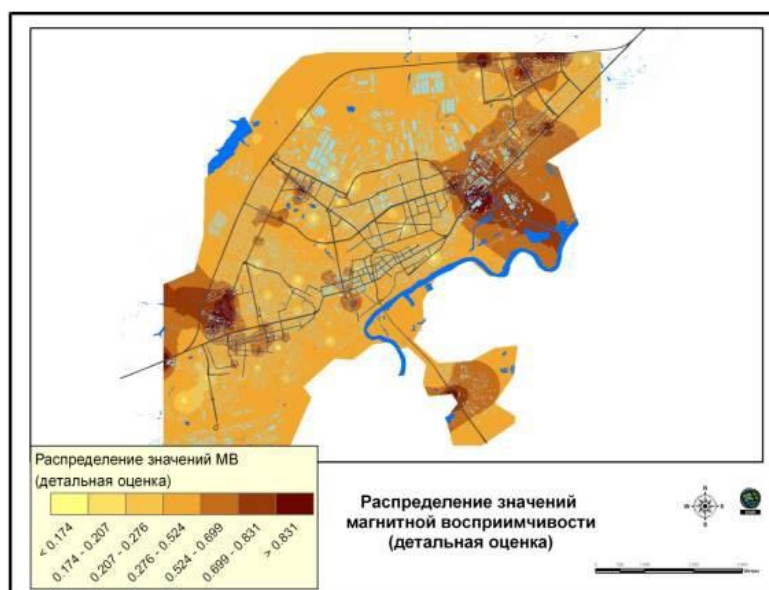 Распределение значений МВ
(детальная оценка)
< 0.174
0.174 - 0.207
0.207 - 0.276
0.276 - 0.524
0.524 - 0.699
0.699 - 0.831
> 0.831
Распределение значений
магнитной восприимчивости
(детальная оценка)
N
W
E
S